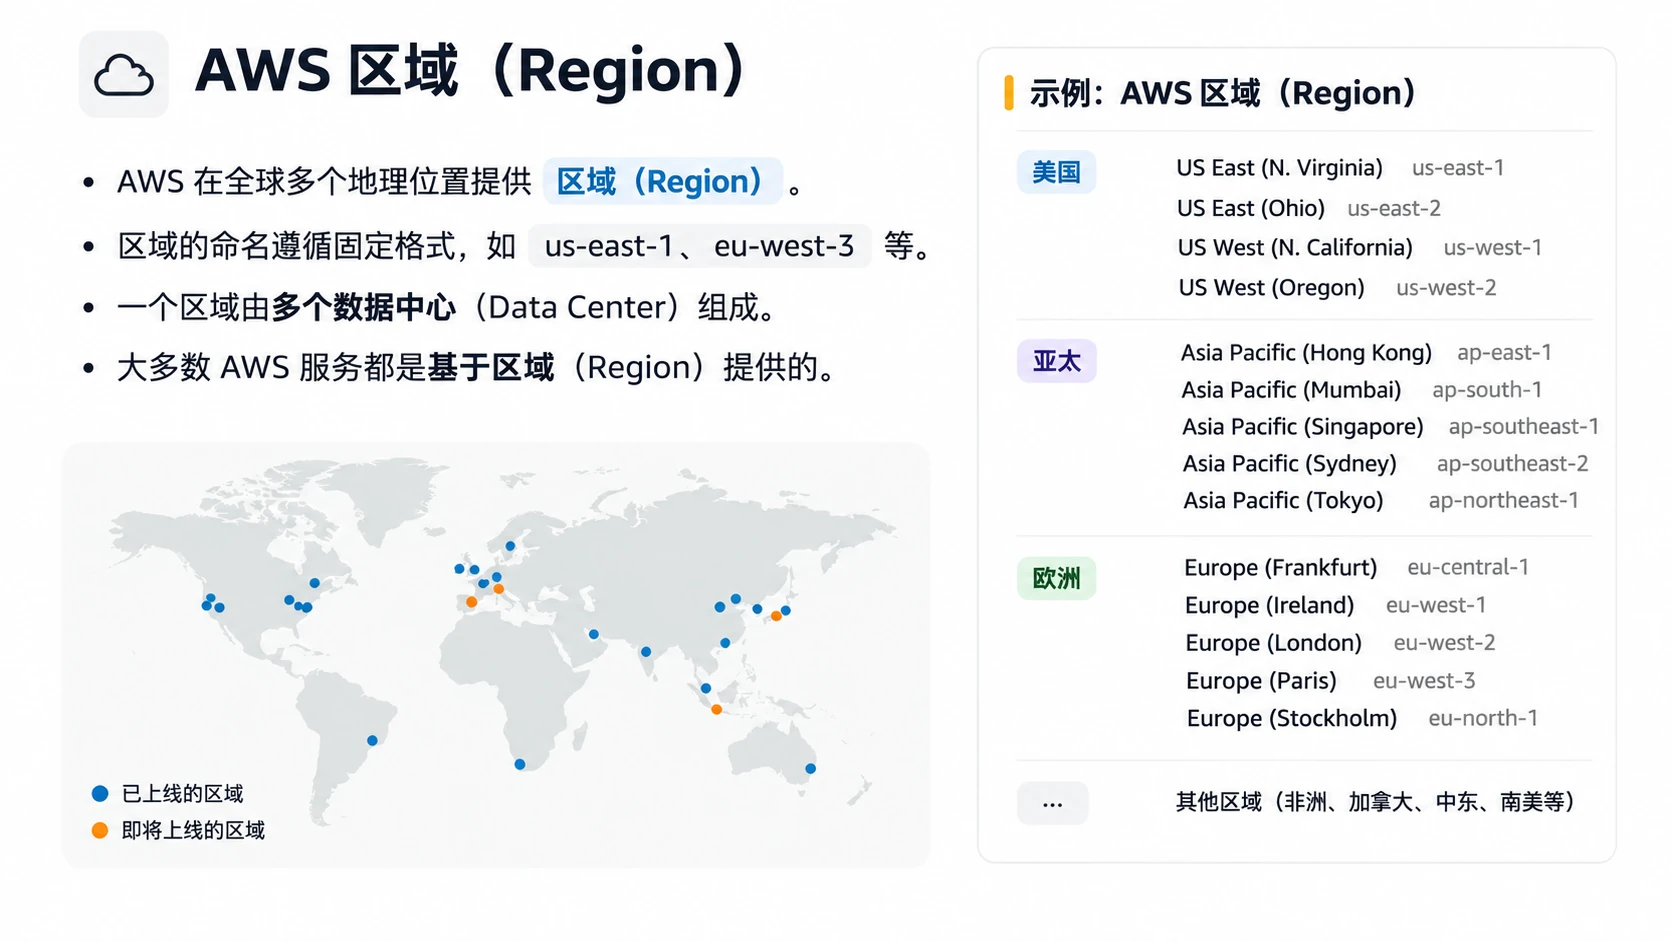 AWS 区域（Region）
• AWS 在全球多个地理位置提供 区域（Region）。
• 区域的命名遵循固定格式，如 us-east-1、eu-west-3 等。
• 一个区域由多个数据中心（Data Center）组成。
• 大多数 AWS 服务都是基于区域（Region）提供的。
已上线的区域
即将上线的区域
示例：AWS 区域（Region）
美国
US East (N. Virginia) us-east-1
US East (Ohio) us-east-2
US West (N. California) us-west-1
US West (Oregon) us-west-2
亚太
Asia Pacific (Hong Kong) ap-east-1
Asia Pacific (Mumbai) ap-south-1
Asia Pacific (Singapore) ap-southeast-1
Asia Pacific (Sydney) ap-southeast-2
Asia Pacific (Tokyo) ap-northeast-1
欧洲
Europe (Frankfurt) eu-central-1
Europe (Ireland) eu-west-1
Europe (London) eu-west-2
Europe (Paris) eu-west-3
Europe (Stockholm) eu-north-1
... 其他区域（非洲、加拿大、中东、南美等）